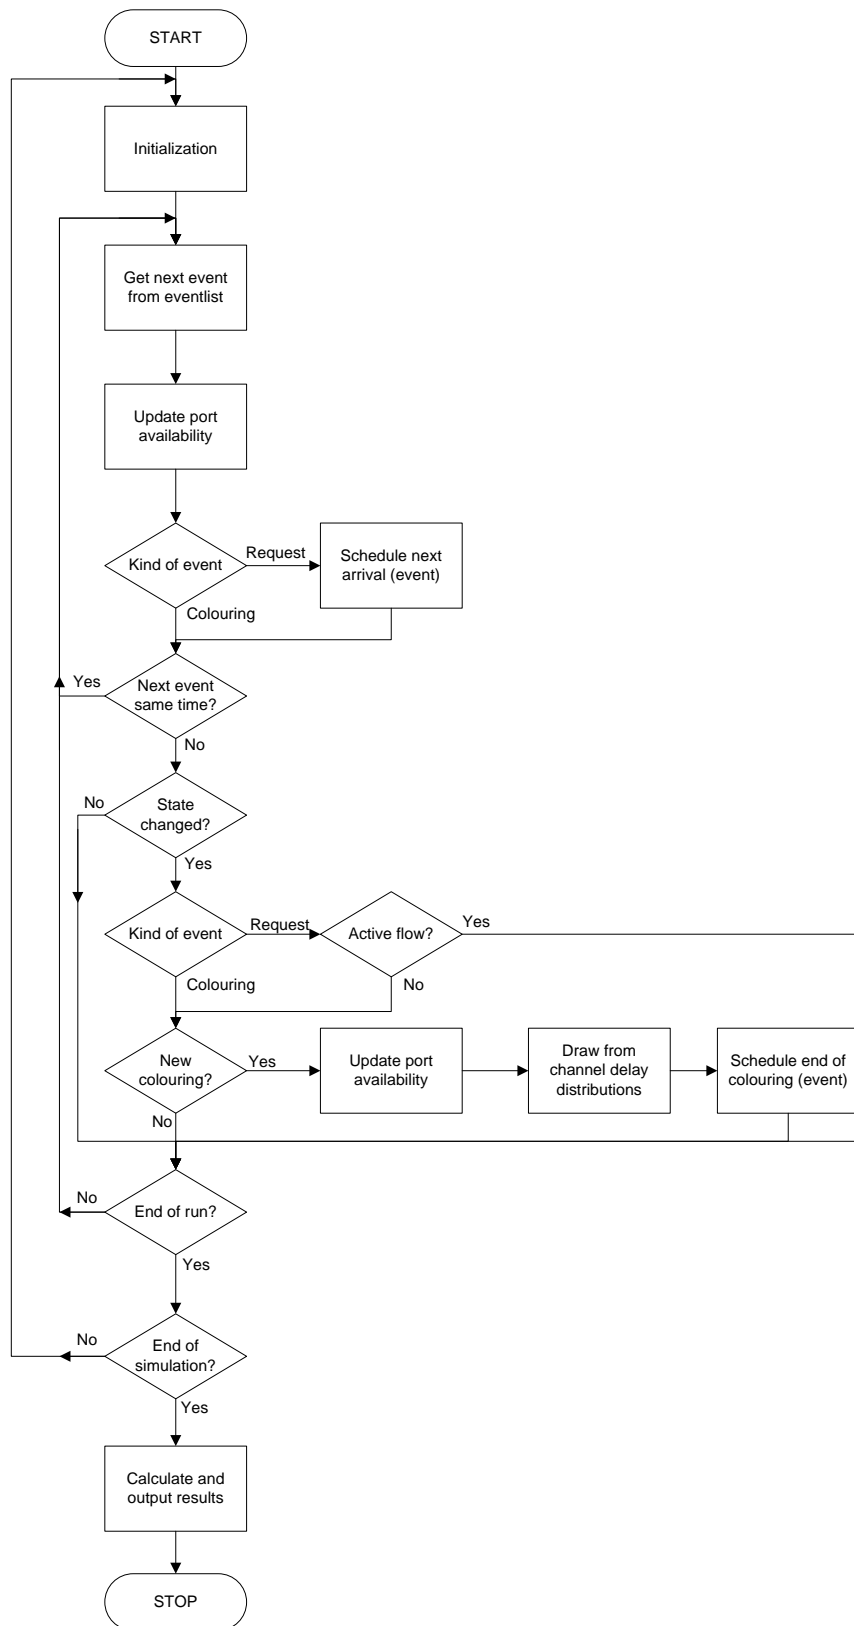 START
Initialization
Get next event
from eventlist
Update port
availability
Kind of event
Request
Schedule next
arrival (event)
Colouring
Yes
Next event
same time?
No
No
State
changed?
Yes
Kind of event
Request
Active flow?
Yes
Colouring
No
New
colouring?
Yes
Update port
availability
Draw from
channel delay
distributions
Schedule end of
colouring (event)
No
No
End of run?
Yes
No
End of
simulation?
Yes
Calculate and
output results
STOP